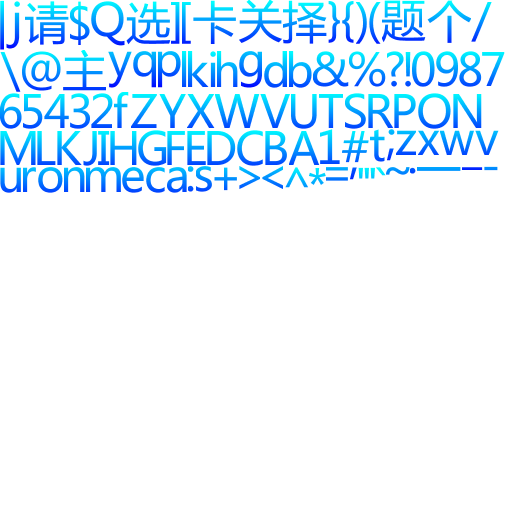 |j请$Q选][卡关择}{)(题个/
\@主yqplkihgdb&%?!0987
65432fZYXWVUTSRPON
MLKJIHGFEDCBA1#t;zxwv
uronmeca:s+><^*=,'"`~·—_-